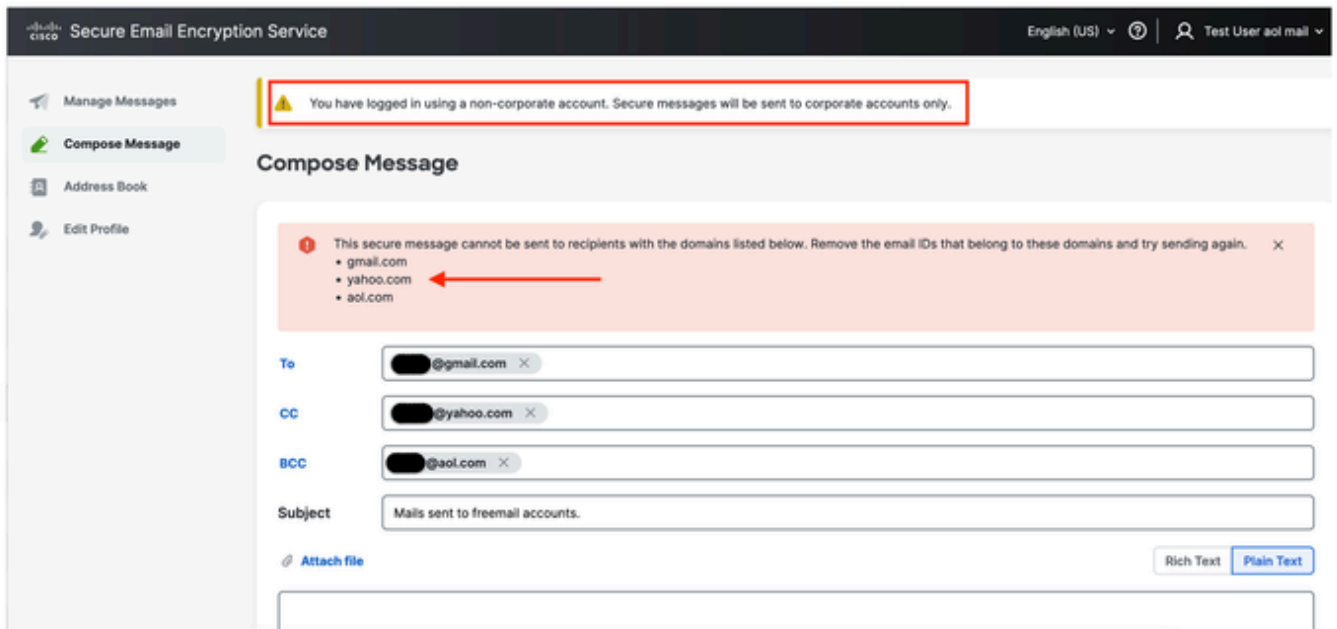 cisco Secure Email Encryption Service
English (US)
Test User aol mail
Manage Messages
Compose Message
Address Book
Edit Profile
You have logged in using a non-corporate account. Secure messages will be sent to corporate accounts only.
Compose Message
This secure message cannot be sent to recipients with the domains listed below. Remove the email IDs that belong to these domains and try sending again.
• gmail.com
• yahoo.com
• aol.com
To
@gmail.com
CC
@yahoo.com
BCC
@aol.com
Subject
Mails sent to freemail accounts.
Attach file
Rich Text
Plain Text